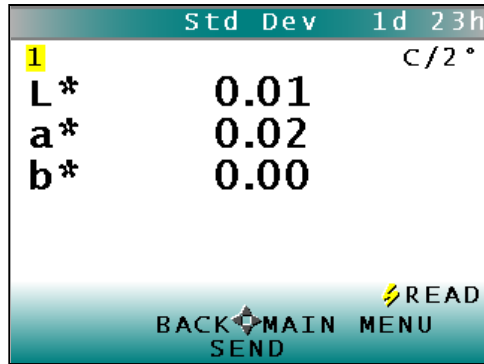 Std Dev 1d 23h
1 C/2°
L* 0.01
a* 0.02
b* 0.00
READ
BACK MAIN MENU
SEND